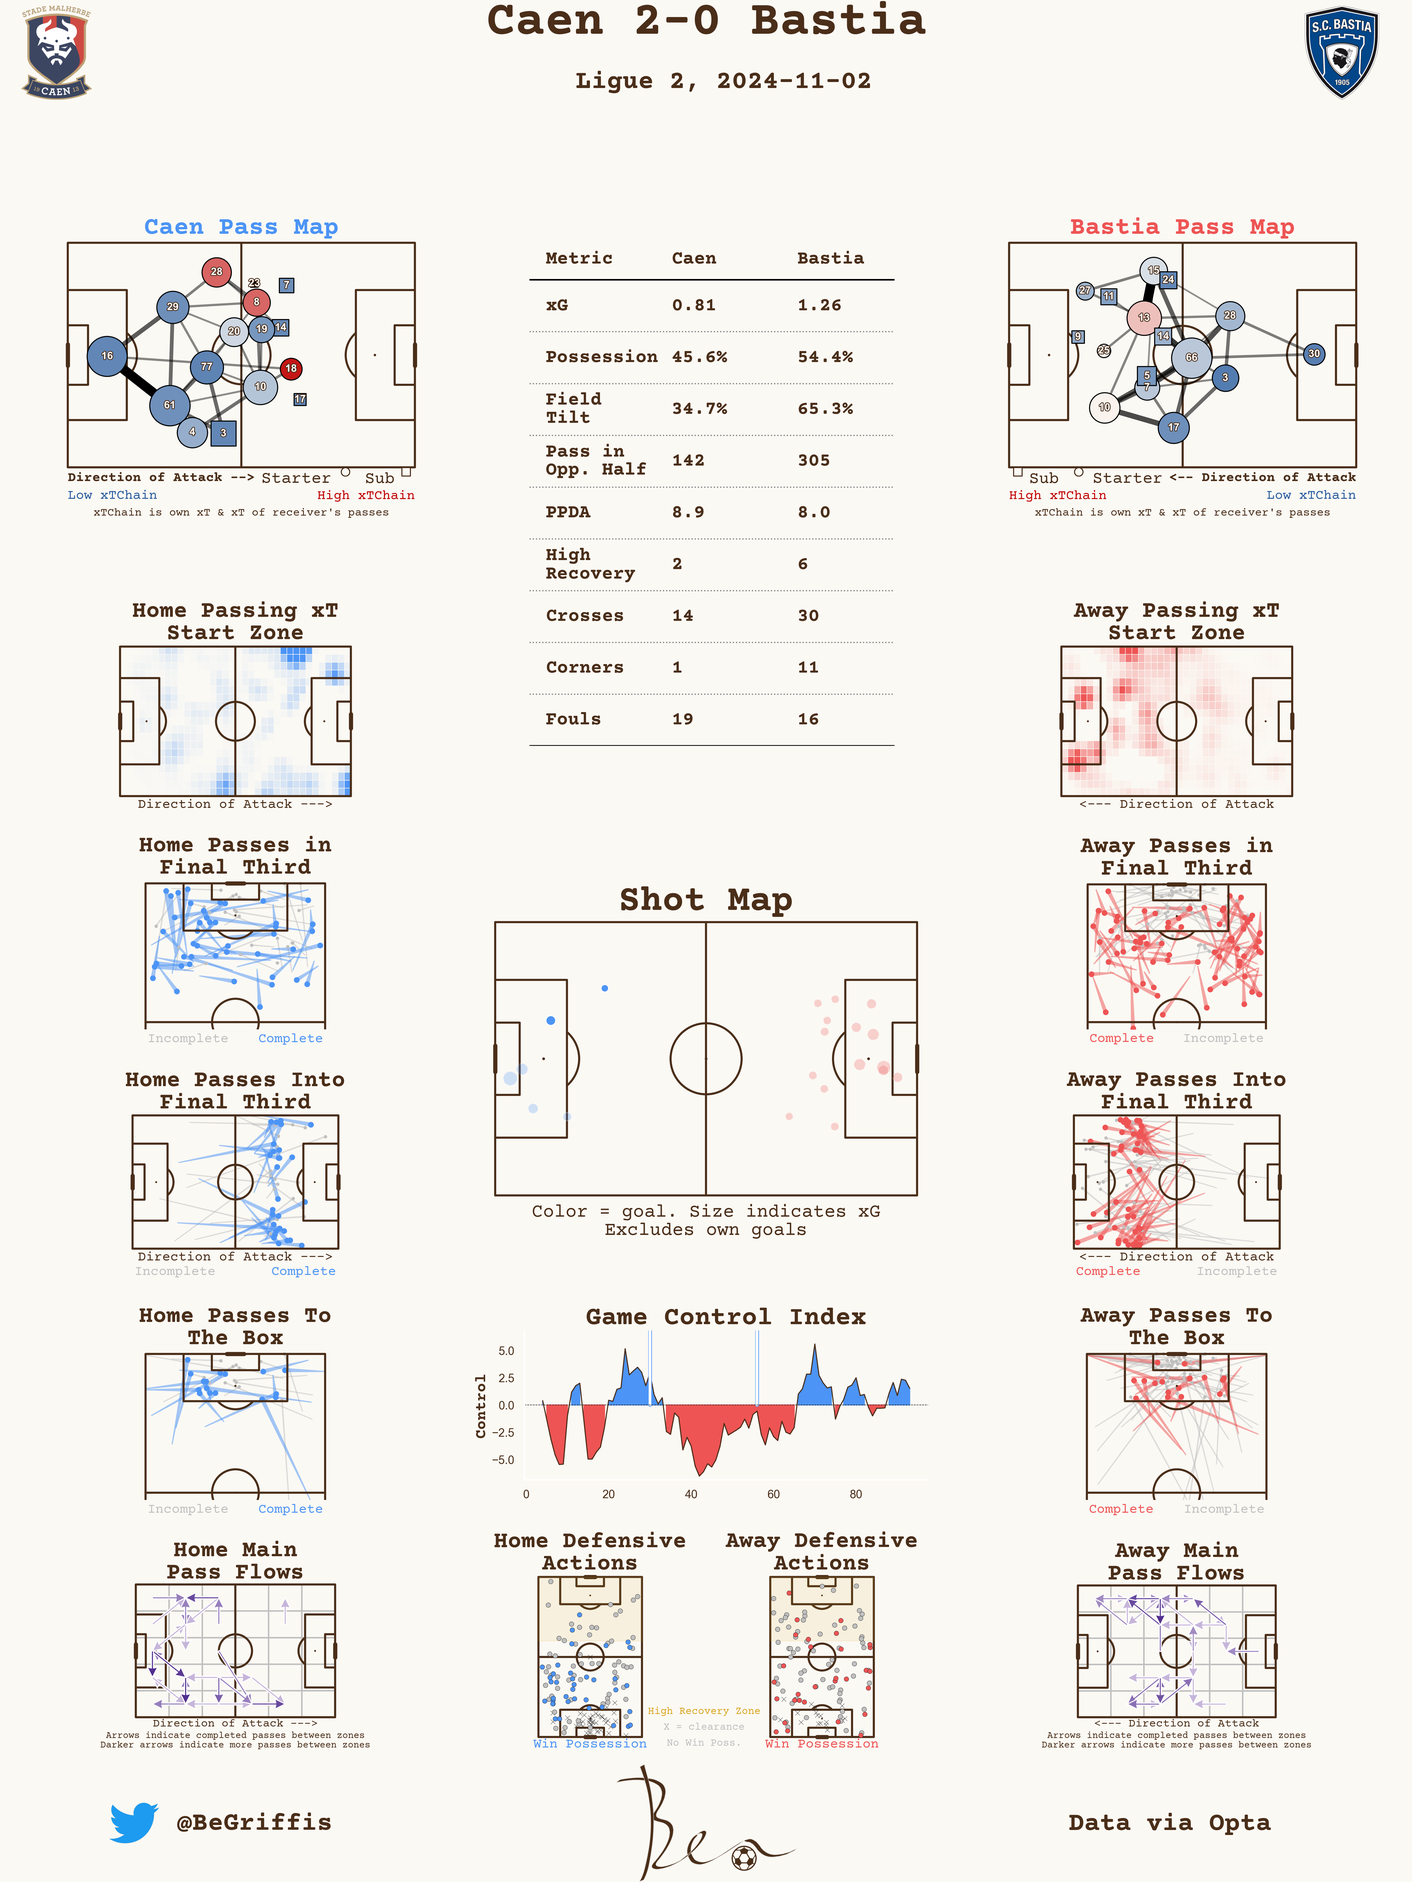 STADE MALHERBE
19 CAEN 13
Caen 2-0 Bastia
Ligue 2, 2024-11-02
S.C. BASTIA
1905
Caen Pass Map
28
23
7
8
29
20
19
14
16
77
18
10
17
61
4
3
Direction of Attack --> Starter Sub
Low xTChain High xTChain
xTChain is own xT & xT of receiver's passes
Metric Caen Bastia
xG 0.81 1.26
Possession 45.6% 54.4%
Field
Tilt 34.7% 65.3%
Pass in
Opp. Half 142 305
PPDA 8.9 8.0
High
Recovery 2 6
Crosses 14 30
Corners 1 11
Fouls 19 16
Bastia Pass Map
15
24
27
11
13
28
9
14
25
66
30
5
3
7
10
17
Sub Starter <-- Direction of Attack
High xTChain Low xTChain
xTChain is own xT & xT of receiver's passes
Home Passing xT
Start Zone
Direction of Attack --->
Away Passing xT
Start Zone
<--- Direction of Attack
Home Passes in
Final Third
Incomplete Complete
Away Passes in
Final Third
Complete Incomplete
Shot Map
Color = goal. Size indicates xG
Excludes own goals
Home Passes Into
Final Third
Direction of Attack --->
Incomplete Complete
Away Passes Into
Final Third
<--- Direction of Attack
Complete Incomplete
Home Passes To
The Box
Incomplete Complete
Game Control Index
Control
5.0
2.5
0.0
−2.5
−5.0
0 20 40 60 80
Away Passes To
The Box
Complete Incomplete
Home Main
Pass Flows
Direction of Attack --->
Arrows indicate completed passes between zones
Darker arrows indicate more passes between zones
Home Defensive
Actions
Win Possession
High Recovery Zone
X = clearance
No Win Poss.
Away Defensive
Actions
Win Possession
Away Main
Pass Flows
<--- Direction of Attack
Arrows indicate completed passes between zones
Darker arrows indicate more passes between zones
@BeGriffis
Ben
Data via Opta